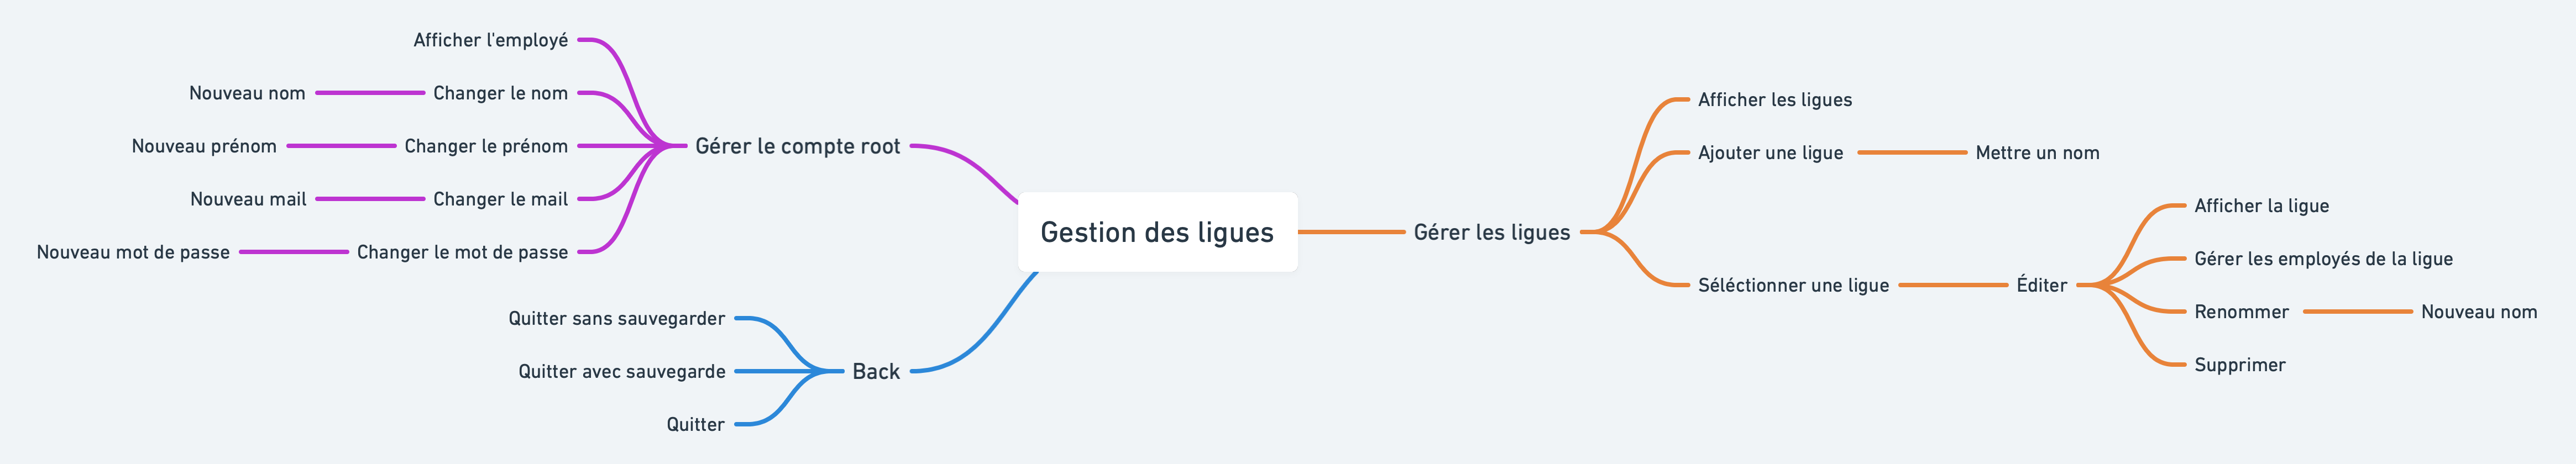 Gestion des ligues
Gérer le compte root
Afficher l'employé
Changer le nom
Nouveau nom
Changer le prénom
Nouveau prénom
Changer le mail
Nouveau mail
Changer le mot de passe
Nouveau mot de passe
Back
Quitter sans sauvegarder
Quitter avec sauvegarde
Quitter
Gérer les ligues
Afficher les ligues
Ajouter une ligue
Mettre un nom
Séléctionner une ligue
Éditer
Afficher la ligue
Gérer les employés de la ligue
Renommer
Nouveau nom
Supprimer